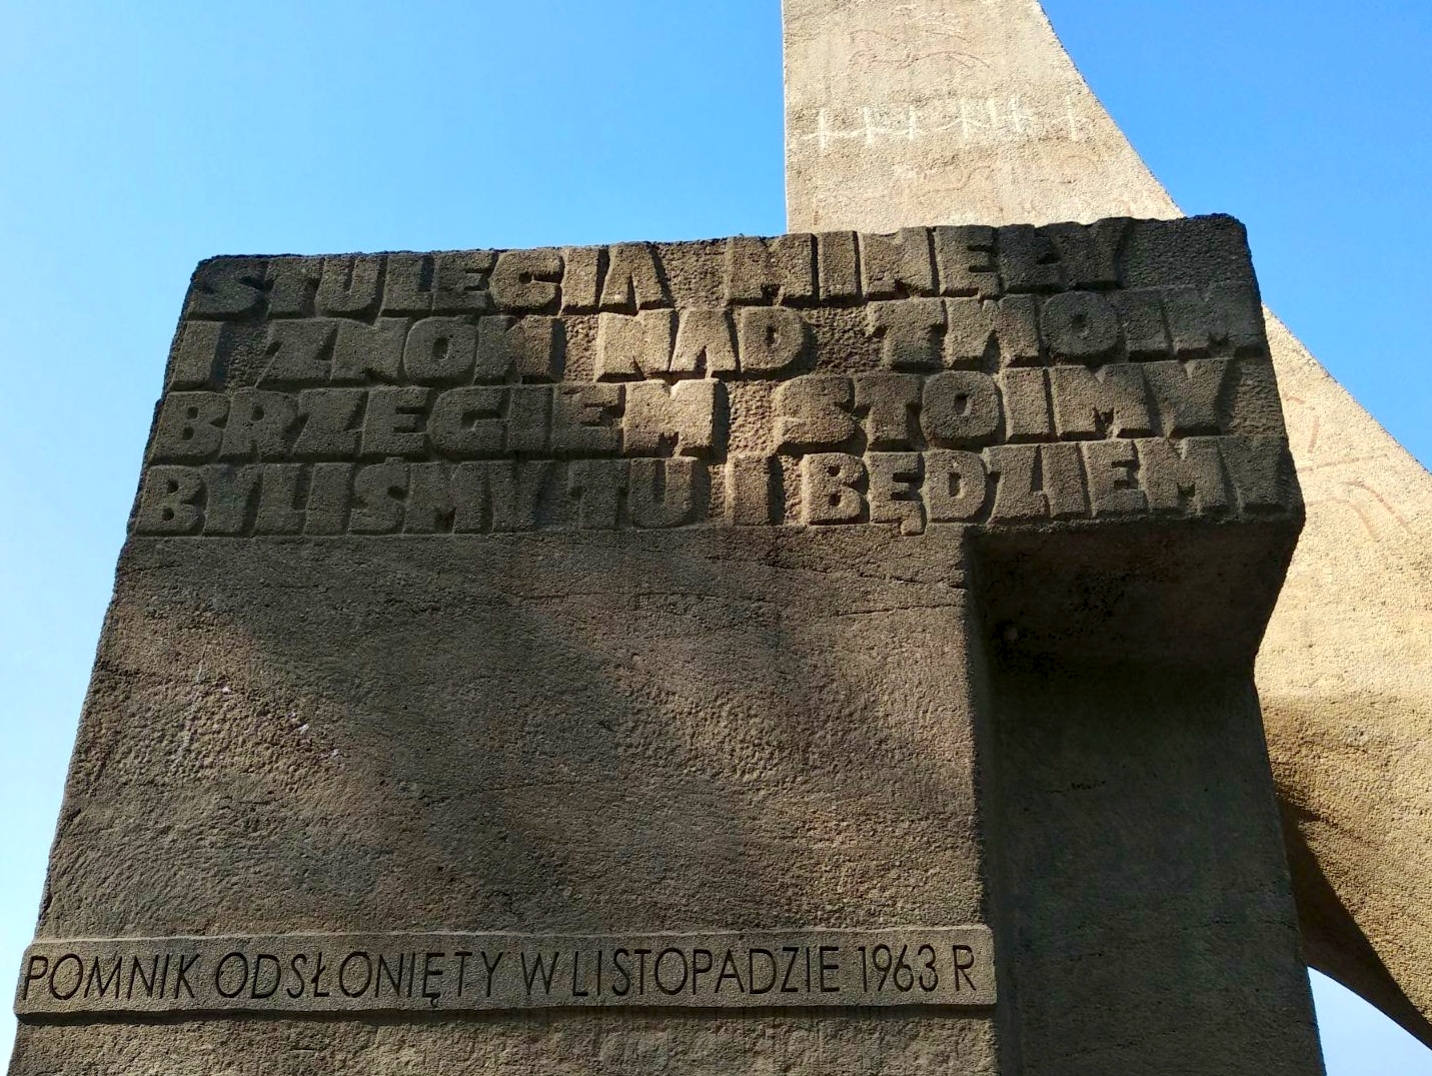 STULECIA MINĘŁY
I ZNÓW NAD TWOIM
BRZEGIEM STOIMY
BYLIŚMY TU I BĘDZIEMY
POMNIK ODSŁONIĘTY W LISTOPADZIE 1963 R